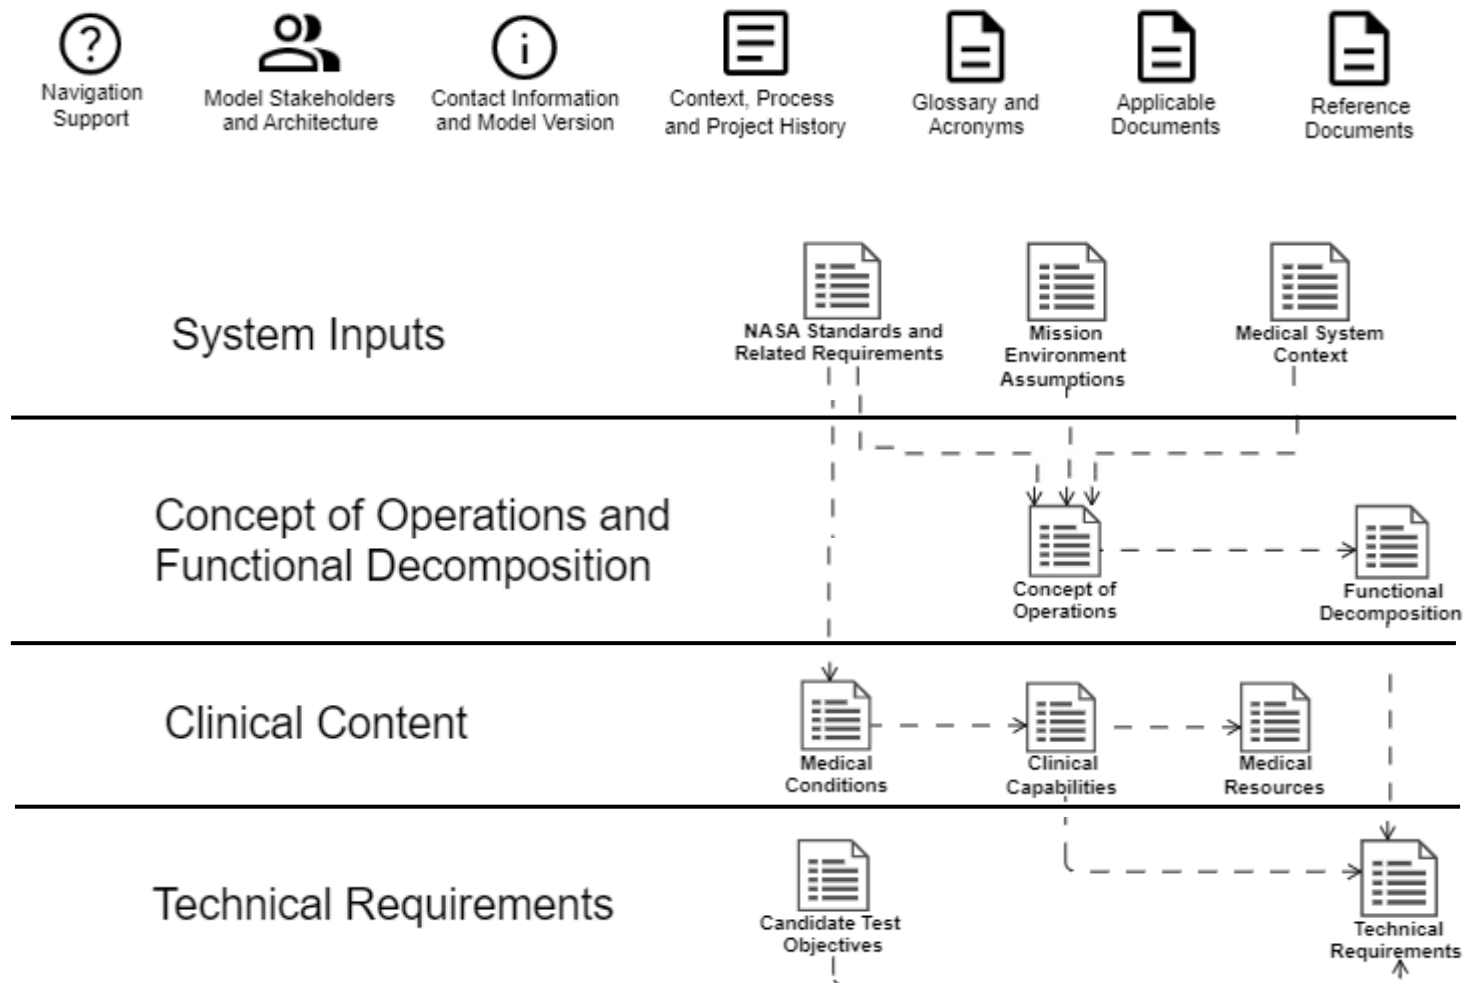 Navigation
Support
Model Stakeholders
and Architecture
Contact Information
and Model Version
Context, Process
and Project History
Glossary and
Acronyms
Applicable
Documents
Reference
Documents
System Inputs
NASA Standards and
Related Requirements
Mission
Environment
Assumptions
Medical System
Context
Concept of Operations and
Functional Decomposition
Concept of
Operations
Functional
Decomposition
Clinical Content
Medical
Conditions
Clinical
Capabilities
Medical
Resources
Technical Requirements
Candidate Test
Objectives
Technical
Requirements